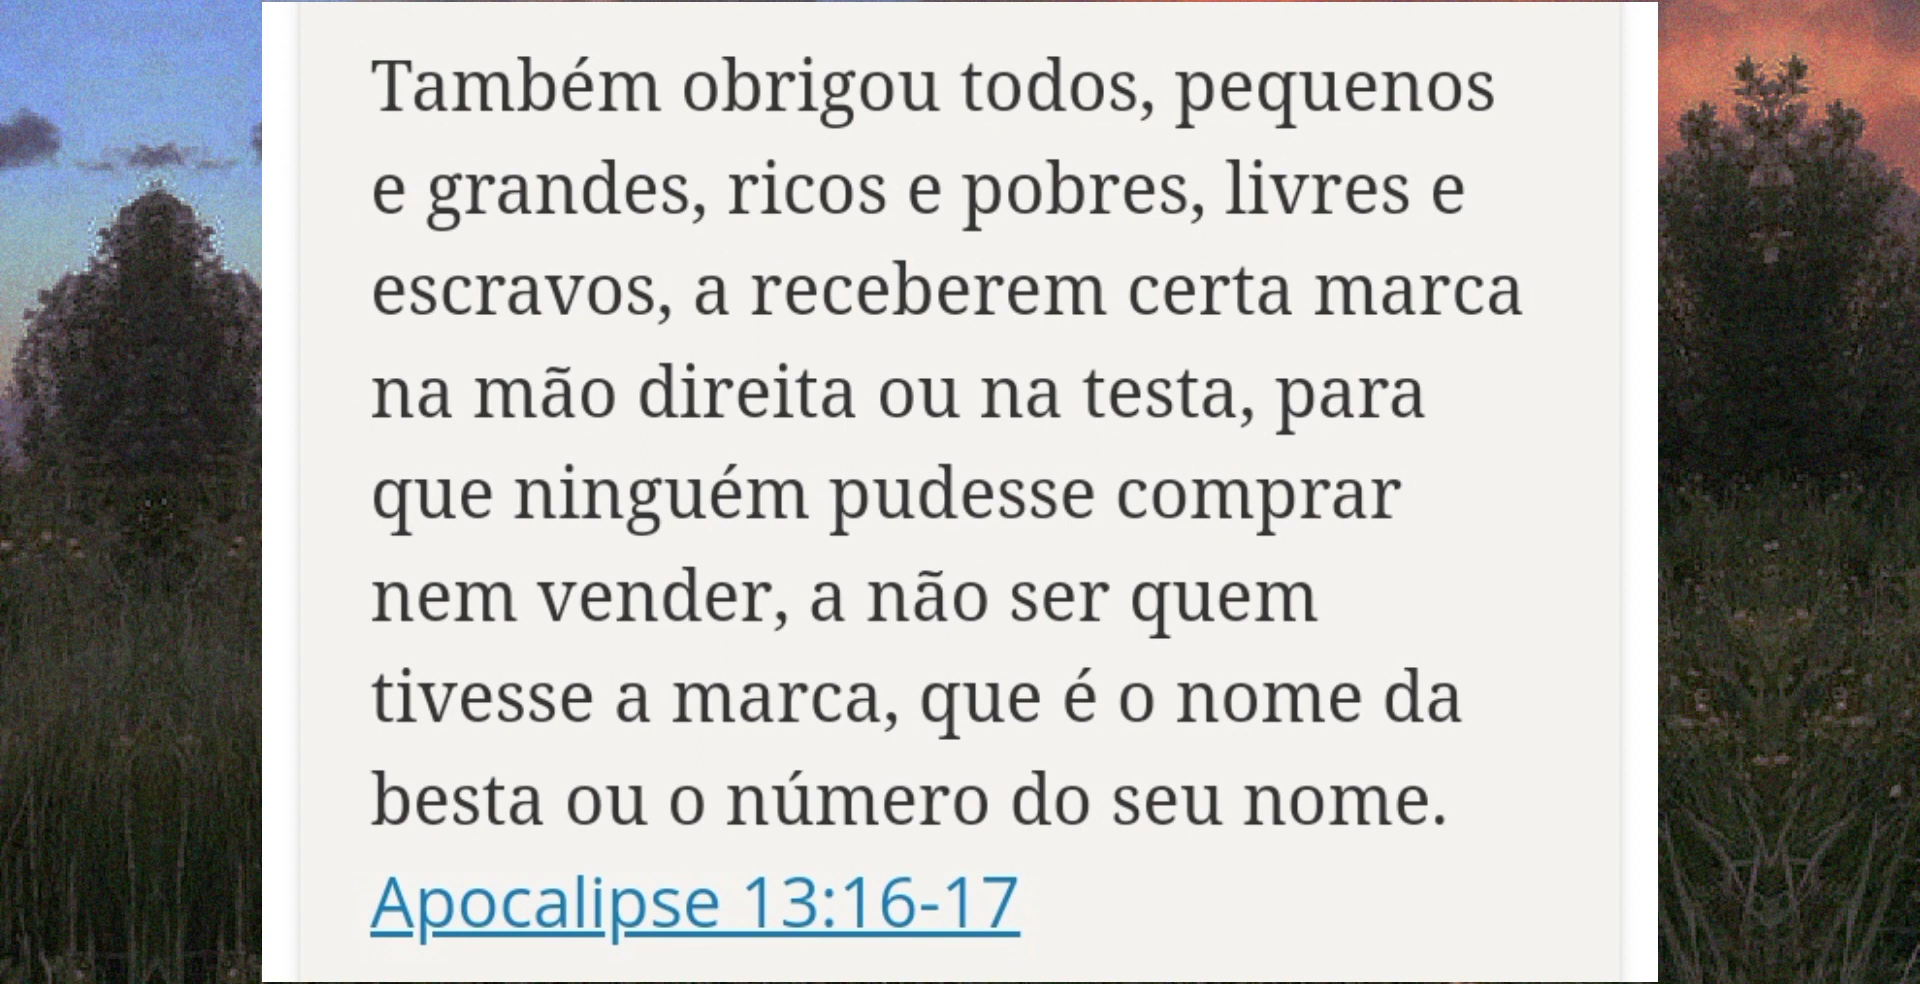 Também obrigou todos, pequenos
e grandes, ricos e pobres, livres e
escravos, a receberem certa marca
na mão direita ou na testa, para
que ninguém pudesse comprar
nem vender, a não ser quem
tivesse a marca, que é o nome da
besta ou o número do seu nome.
Apocalipse 13:16-17